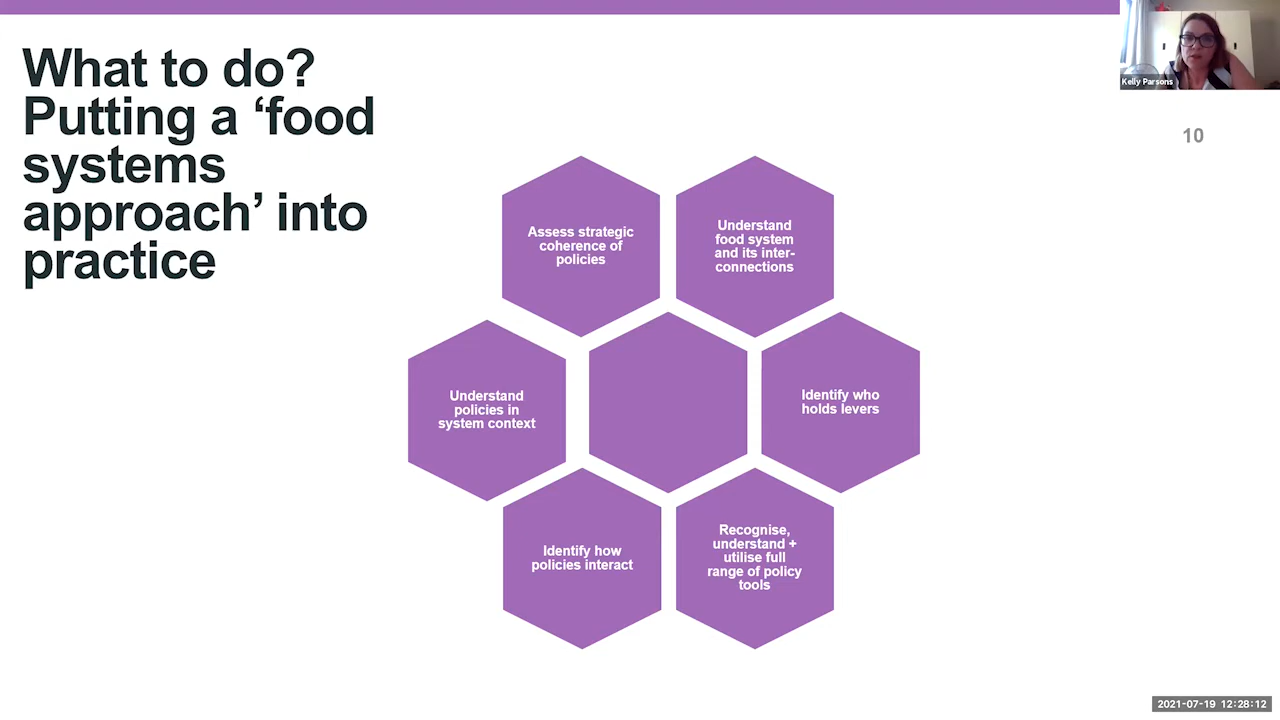 What to do?
Putting a ‘food
systems
approach’ into
practice
Kelly Parsons
10
Assess strategic
coherence of
policies
Understand
food system
and its inter-
connections
Understand
policies in
system context
Identify who
holds levers
Identify how
policies interact
Recognise,
understand +
utilise full
range of policy
tools
2021-07-19 12:28:12